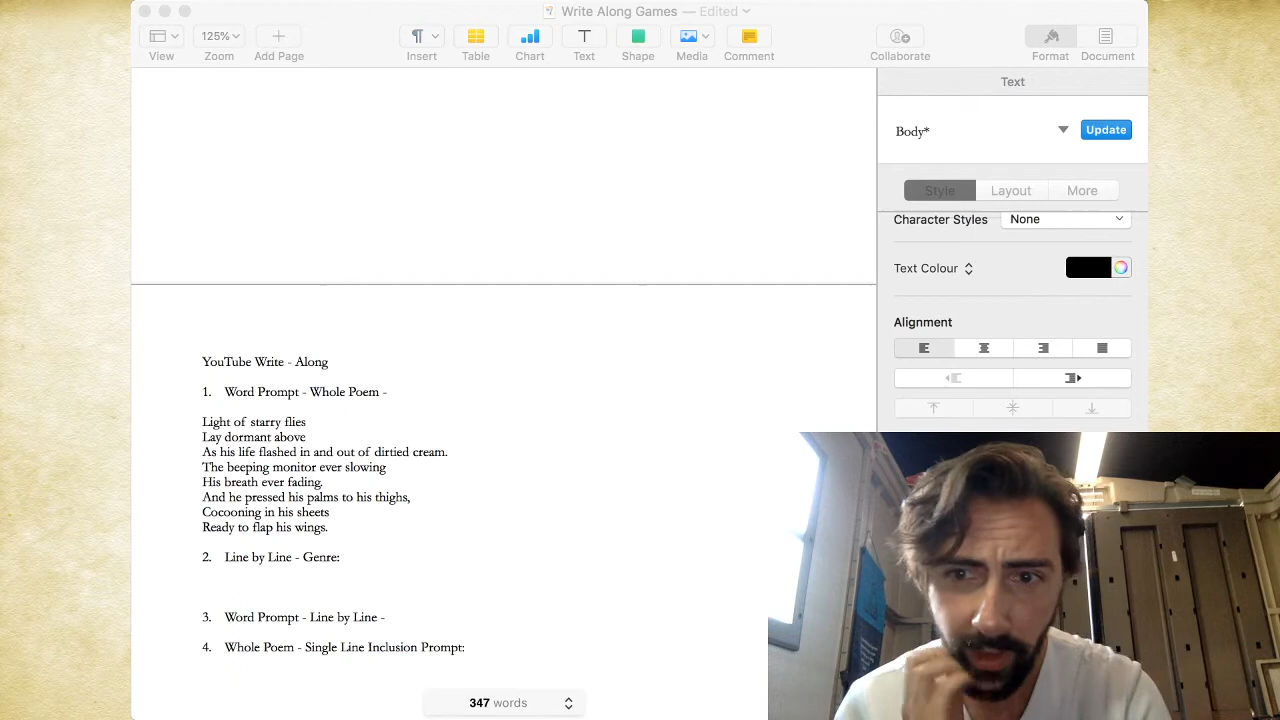 Write Along Games — Edited
125%
View
Zoom
Add Page
Insert
Table
Chart
Text
Shape
Media
Comment
Collaborate
Format
Document
Text
Body*
Update
Style
Layout
More
Character Styles
None
Text Colour
Alignment
YouTube Write - Along
1. Word Prompt - Whole Poem -
Light of starry flies
Lay dormant above
As his life flashed in and out of dirtied cream.
The beeping monitor ever slowing
His breath ever fading.
And he pressed his palms to his thighs,
Cocooning in his sheets
Ready to flap his wings.
2. Line by Line - Genre:
3. Word Prompt - Line by Line -
4. Whole Poem - Single Line Inclusion Prompt:
347 words